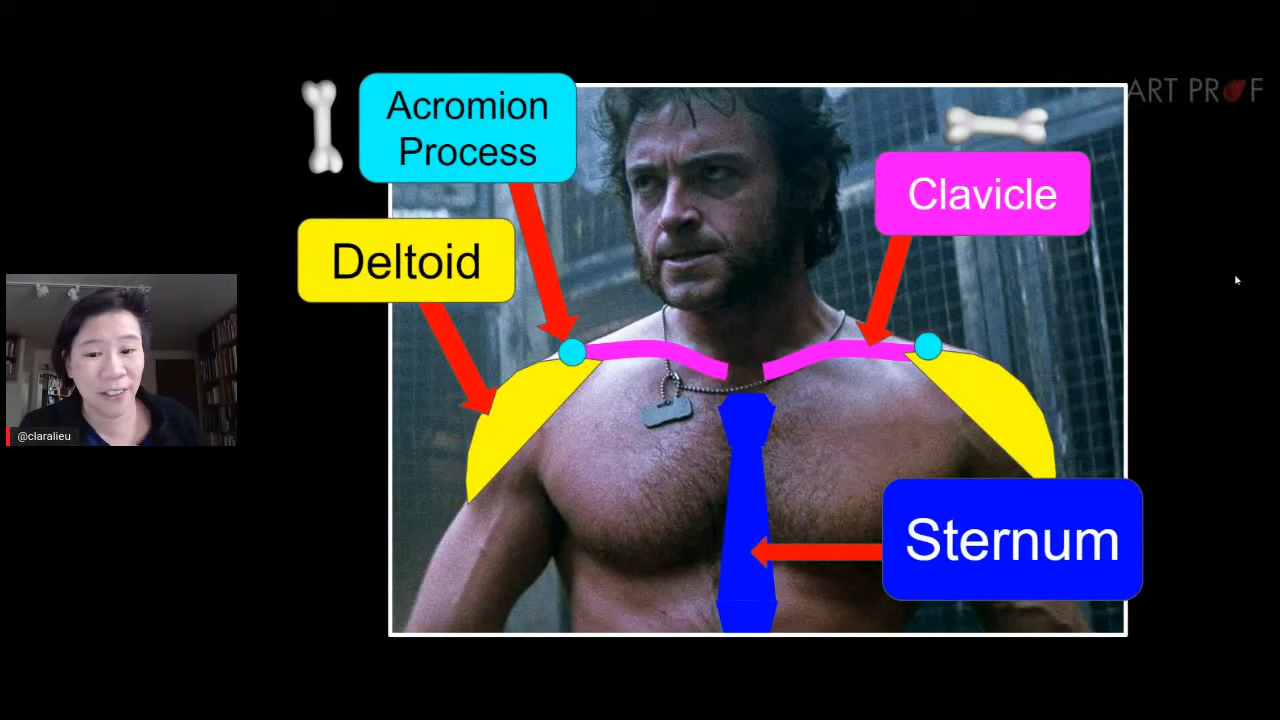 Acromion
Process
ART PROF
Clavicle
Deltoid
@claralieu
Sternum